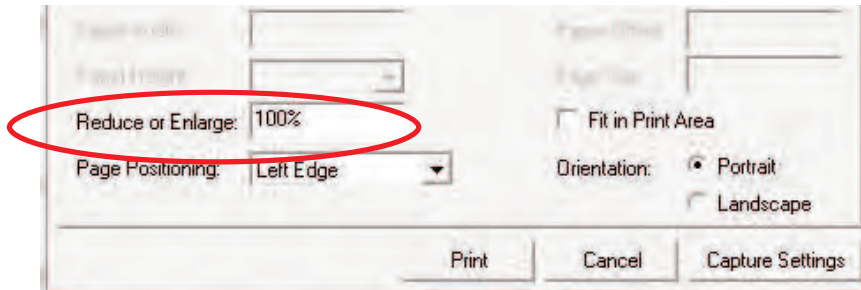 Reduce or Enlarge: 100% Fit in Print Area
Page Positioning: Left Edge Orientation: Portrait
Landscape
Print Cancel Capture Settings